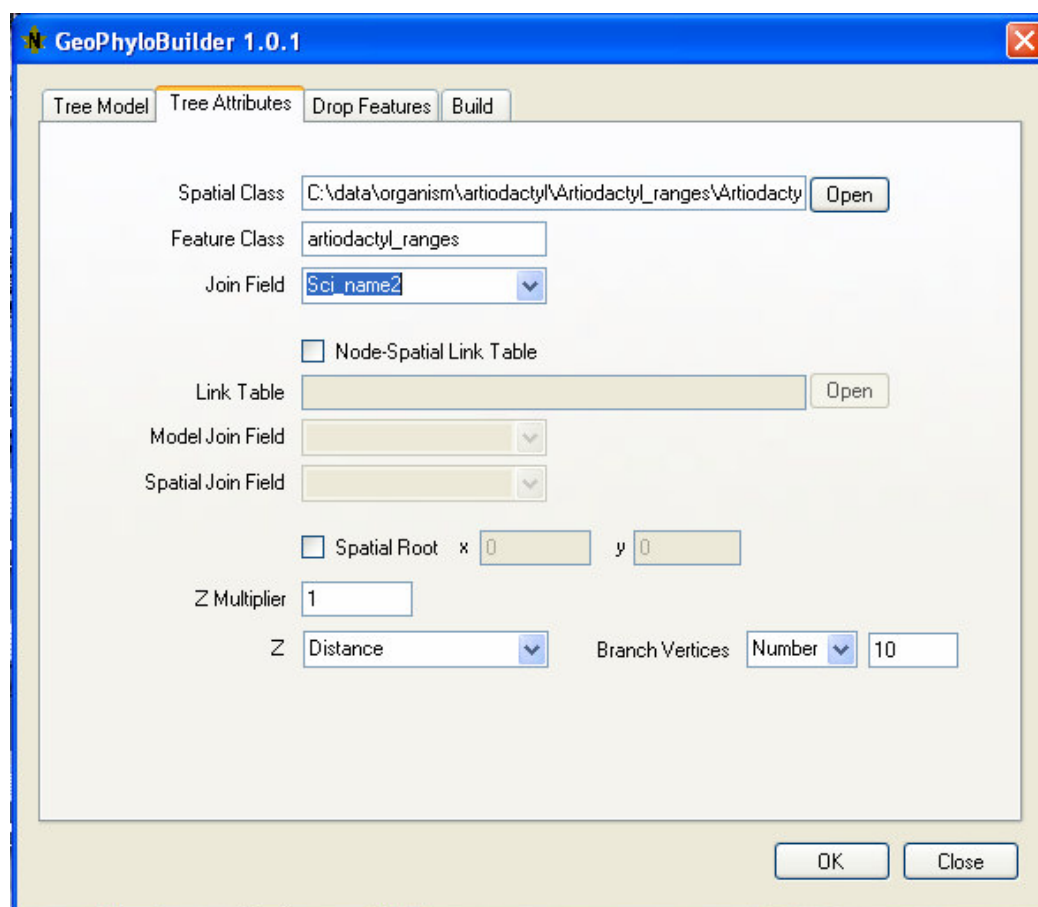 GeoPhyloBuilder 1.0.1
Tree Model Tree Attributes Drop Features Build
Spatial Class C:\data\organism\artiodactyl\Artiodactyl_ranges\Artiodacty Open
Feature Class artiodactyl_ranges
Join Field Sci_name2
Node-Spatial Link Table
Link Table Open
Model Join Field
Spatial Join Field
Spatial Root x 0 y 0
Z Multiplier 1
Z Distance Branch Vertices Number 10
OK Close